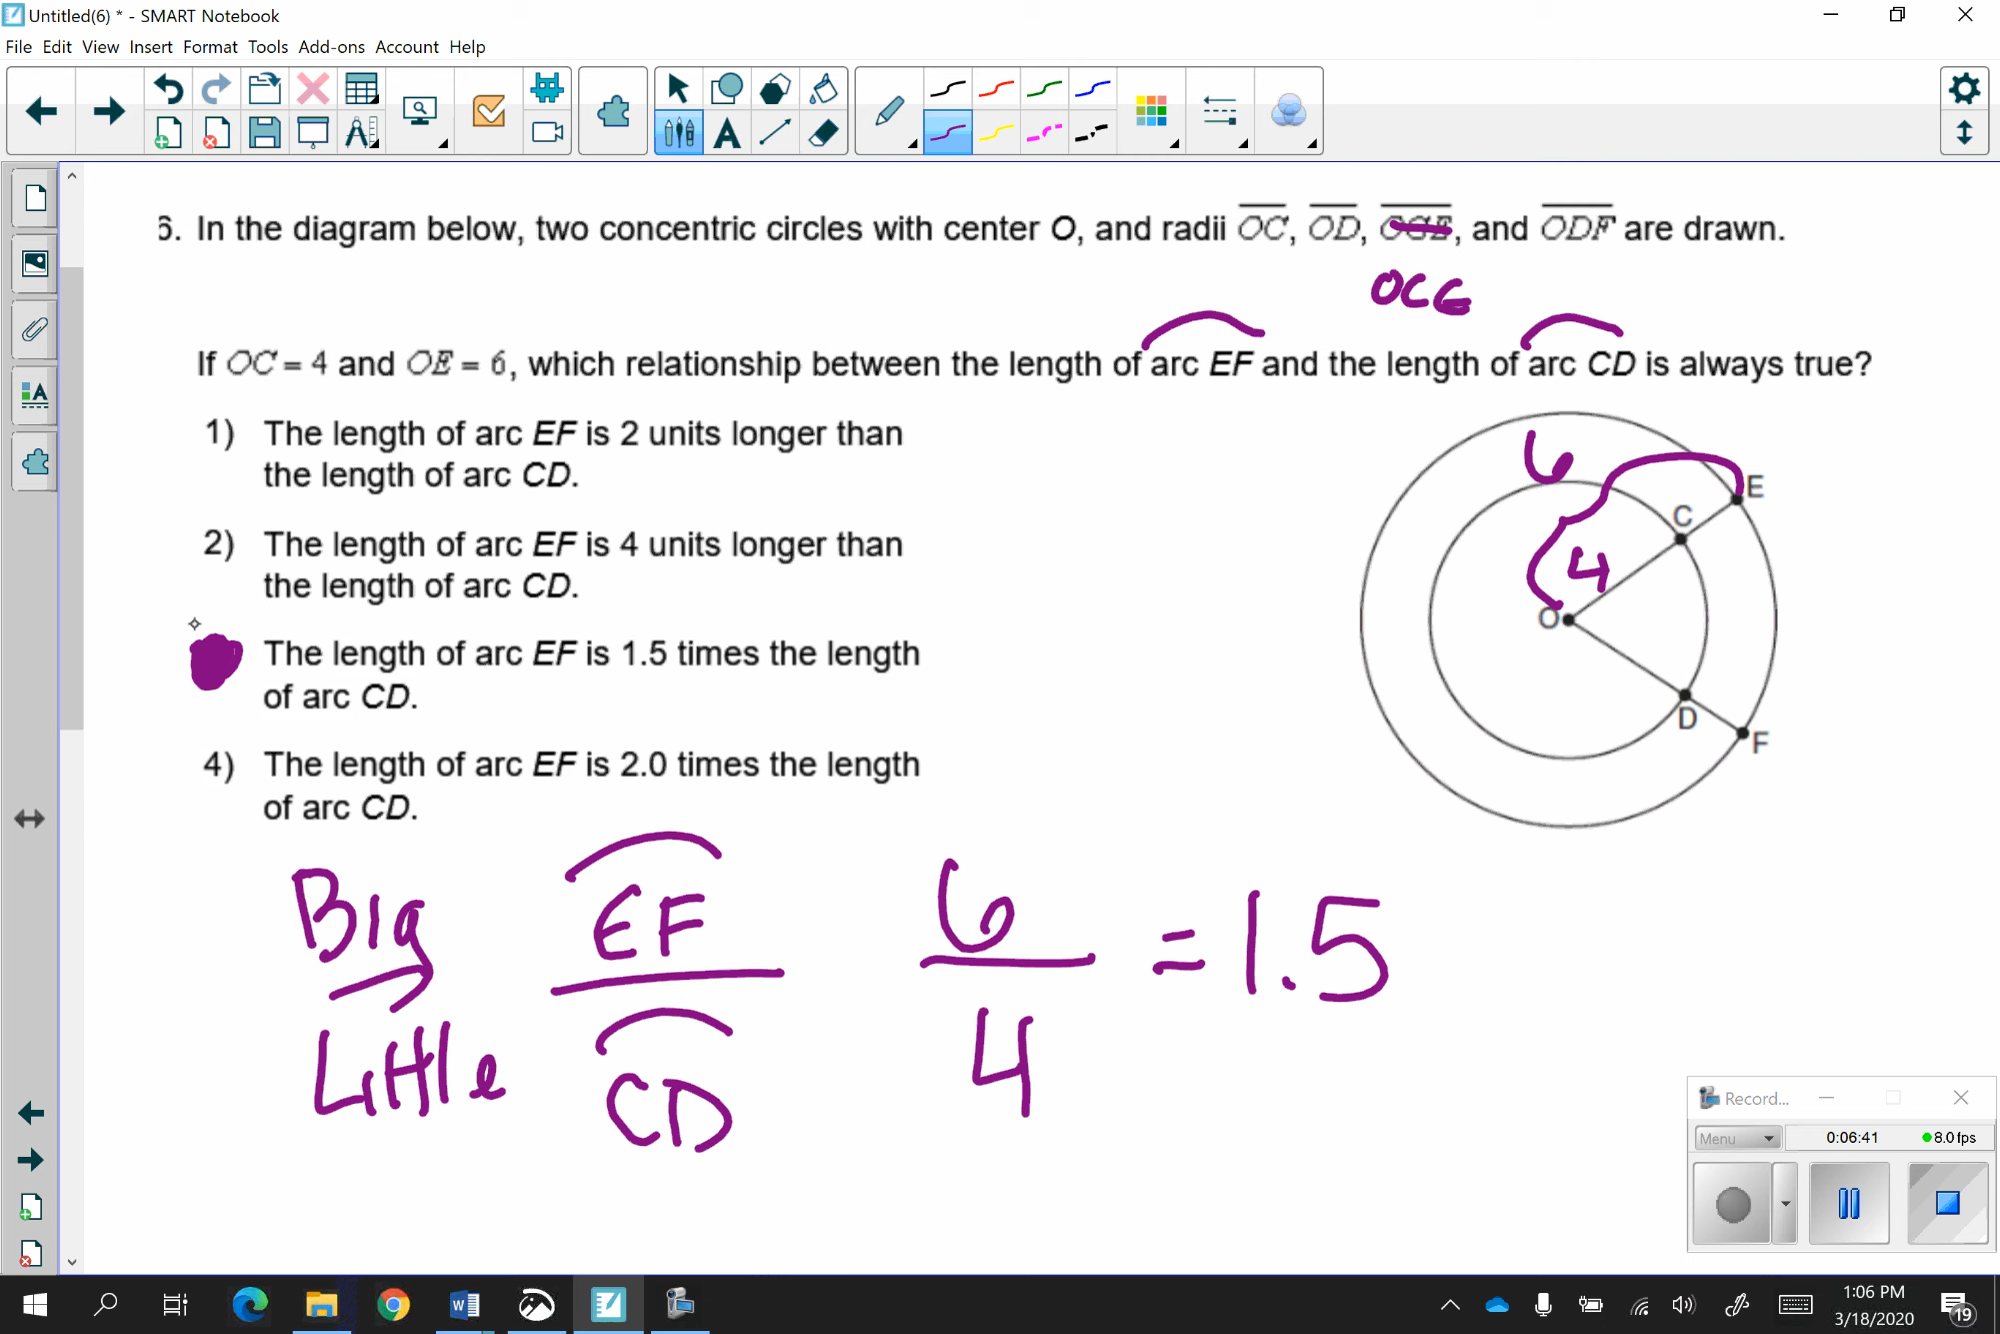 Untitled(6) * - SMART Notebook
File Edit View Insert Format Tools Add-ons Account Help
6. In the diagram below, two concentric circles with center O, and radii OC, OD, OGE, and ODF are drawn.
OCE
If OC = 4 and OE = 6, which relationship between the length of arc EF and the length of arc CD is always true?
1) The length of arc EF is 2 units longer than
the length of arc CD.
2) The length of arc EF is 4 units longer than
the length of arc CD.
The length of arc EF is 1.5 times the length
of arc CD.
4) The length of arc EF is 2.0 times the length
of arc CD.
6
E
C
4
O
D
F
Big EF 6 = 1.5
Little CD 4
Record...
Menu 0:06:41 8.0 fps
1:06 PM
3/18/2020
19